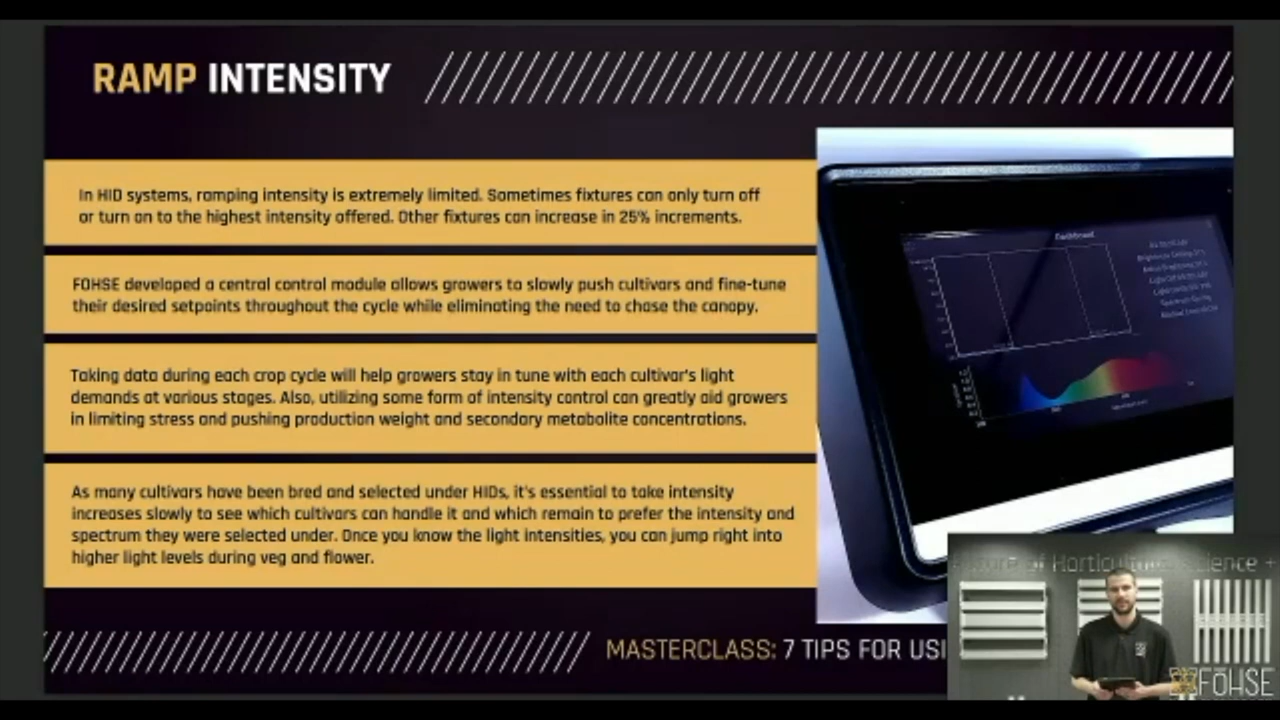 RAMP INTENSITY
In HID systems, ramping intensity is extremely limited. Sometimes fixtures can only turn off
or turn on to the highest intensity offered. Other fixtures can increase in 25% increments.
FOHSE developed a central control module allows growers to slowly push cultivars and fine-tune
their desired setpoints throughout the cycle while eliminating the need to chase the canopy.
Taking data during each crop cycle will help growers stay in tune with each cultivar's light
demands at various stages. Also, utilizing some form of intensity control can greatly aid growers
in limiting stress and pushing production weight and secondary metabolite concentrations.
As many cultivars have been bred and selected under HIDs, it's essential to take intensity
increases slowly to see which cultivars can handle it and which remain to prefer the intensity and
spectrum they were selected under. Once you know the light intensities, you can jump right into
higher light levels during veg and flower.
Dashboard
MASTERCLASS: 7 TIPS FOR USI
of Horticultural Science +
FOHSE